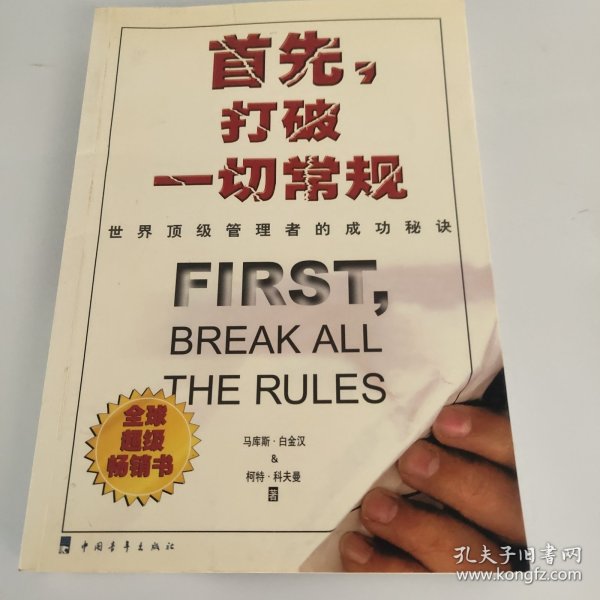 首先，
打破
一切常规
世界顶级管理者的成功秘诀
FIRST,
BREAK ALL
THE RULES
全球
超级
畅销书
马库斯·白金汉
&
柯特·科夫曼
著
中国青年出版社
孔夫子旧书网
www.kongfz.com